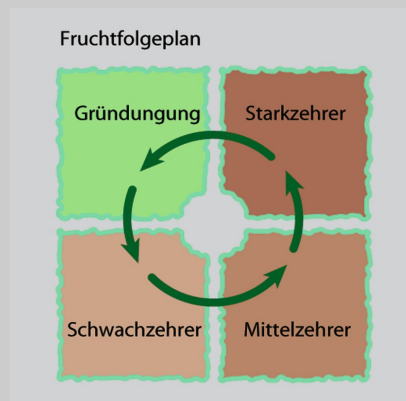 Fruchtfolgeplan
Gründungung
Starkzehrer
Schwachzehrer
Mittelzehrer